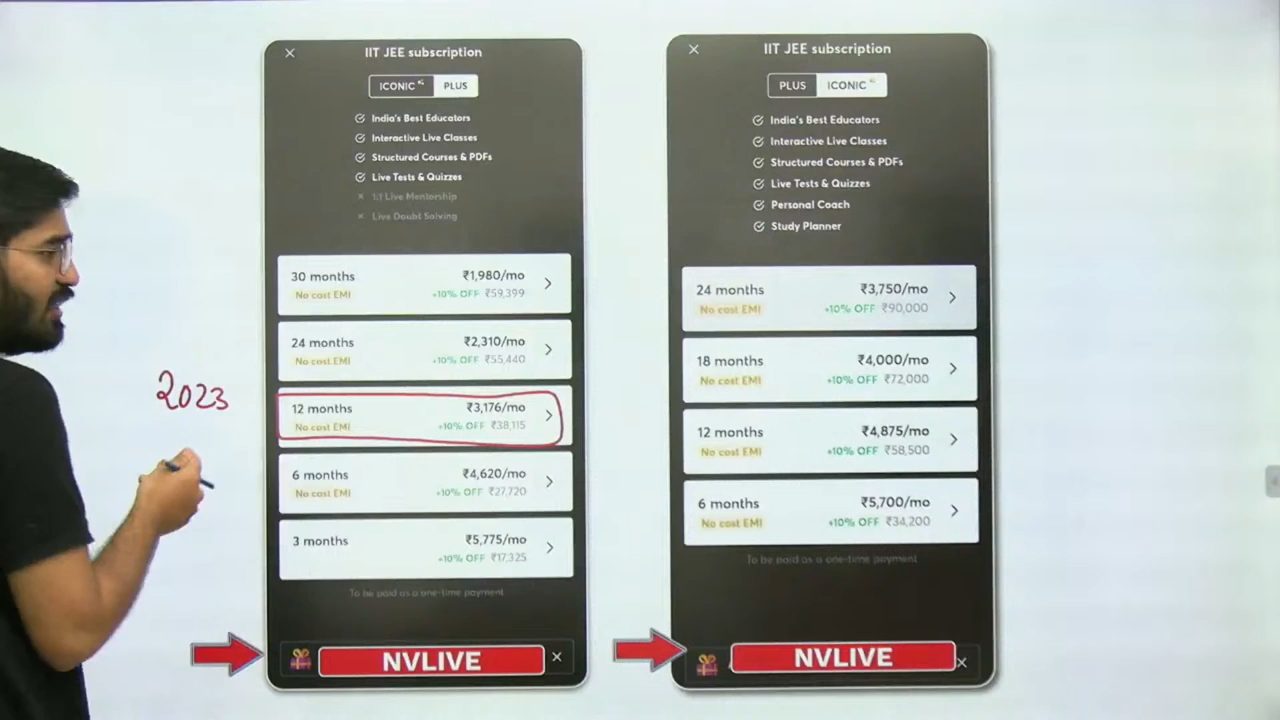 IIT JEE subscription
ICONIC PLUS
India's Best Educators
Interactive Live Classes
Structured Courses & PDFs
Live Tests & Quizzes
1:1 Live Mentorship
Live Doubt Solving
30 months ₹1,980/mo
No cost EMI +10% OFF ₹59,399
24 months ₹2,310/mo
No cost EMI +10% OFF ₹55,440
12 months ₹3,176/mo
No cost EMI +10% OFF ₹38,115
6 months ₹4,620/mo
No cost EMI +10% OFF ₹27,720
3 months ₹5,775/mo
+10% OFF ₹17,325
To be paid as a one-time payment
NVLIVE
2023
IIT JEE subscription
PLUS ICONIC
India's Best Educators
Interactive Live Classes
Structured Courses & PDFs
Live Tests & Quizzes
Personal Coach
Study Planner
24 months ₹3,750/mo
No cost EMI +10% OFF ₹90,000
18 months ₹4,000/mo
No cost EMI +10% OFF ₹72,000
12 months ₹4,875/mo
No cost EMI +10% OFF ₹58,500
6 months ₹5,700/mo
No cost EMI +10% OFF ₹34,200
To be paid as a one-time payment
NVLIVE